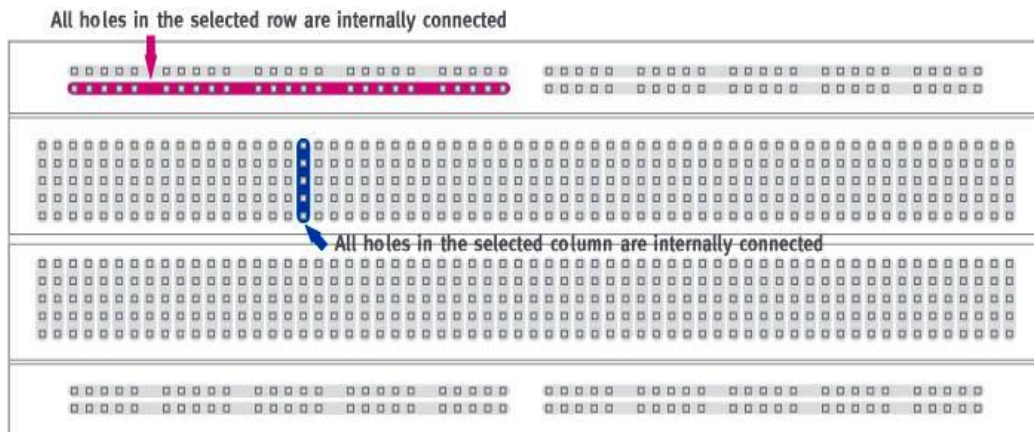 All holes in the selected row are internally connected
All holes in the selected column are internally connected